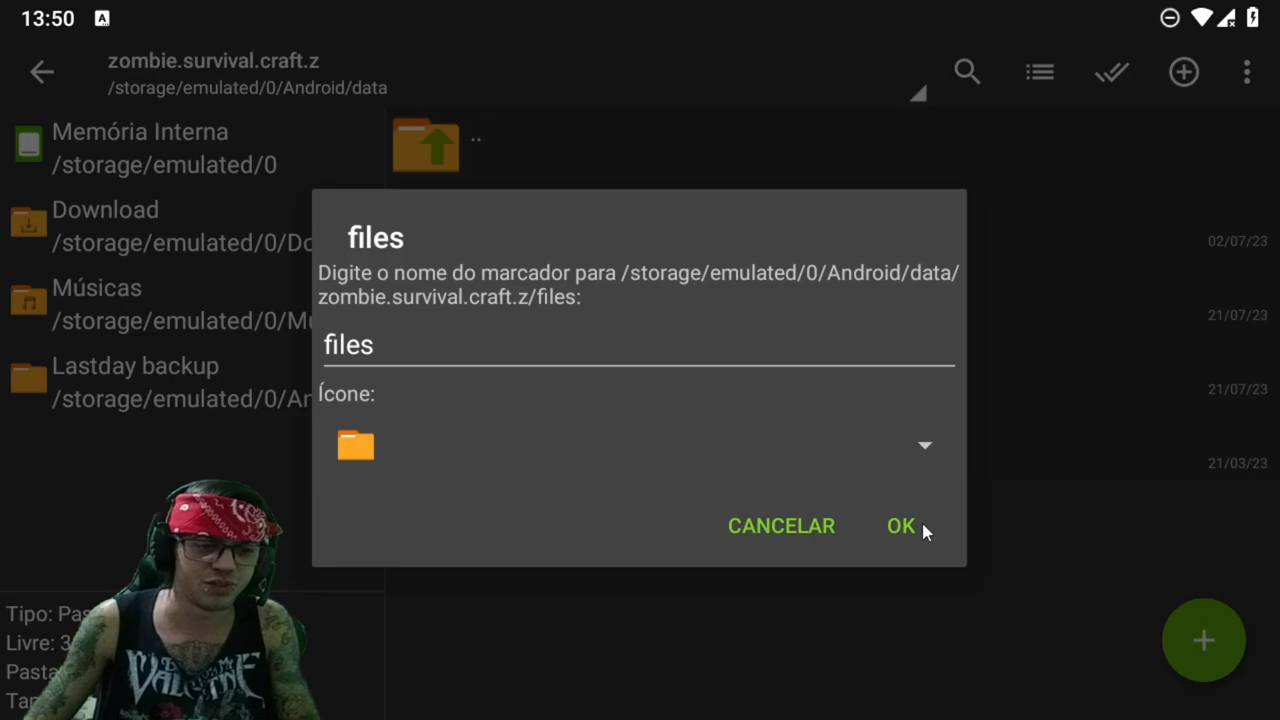 13:50
zombie.survival.craft.z
/storage/emulated/0/Android/data
Memória Interna
/storage/emulated/0
Download
/storage/emulated/0/Do
Músicas
/storage/emulated/0/Mu
Lastday backup
/storage/emulated/0/An
Tipo: Pas
Livre: 3
Pasta
..
02/07/23
21/07/23
21/07/23
21/03/23
files
Digite o nome do marcador para /storage/emulated/0/Android/data/
zombie.survival.craft.z/files:
files
Ícone:
CANCELAR OK